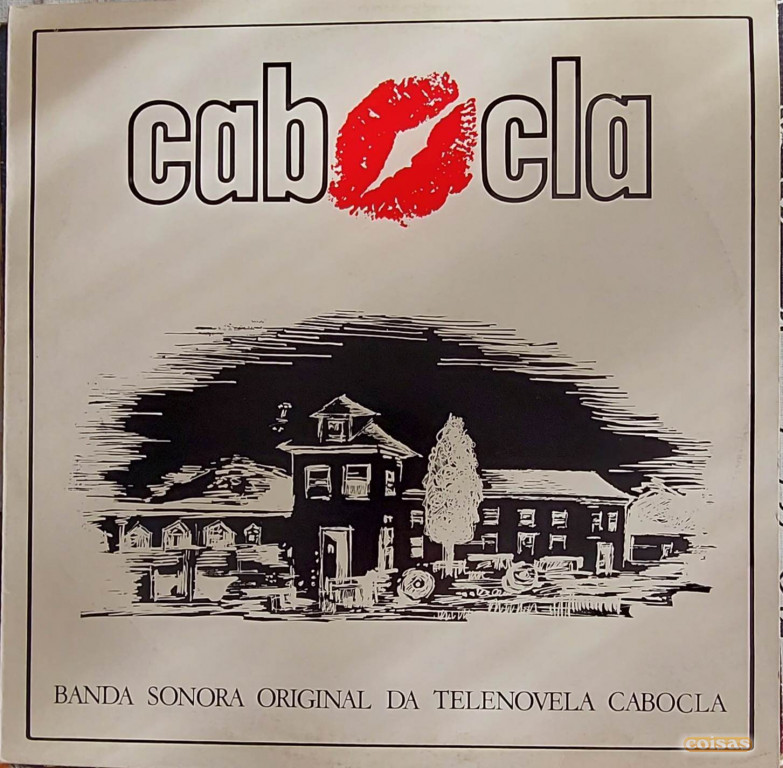 cabocla
BANDA SONORA ORIGINAL DA TELENOVELA CABOCLA
coisas